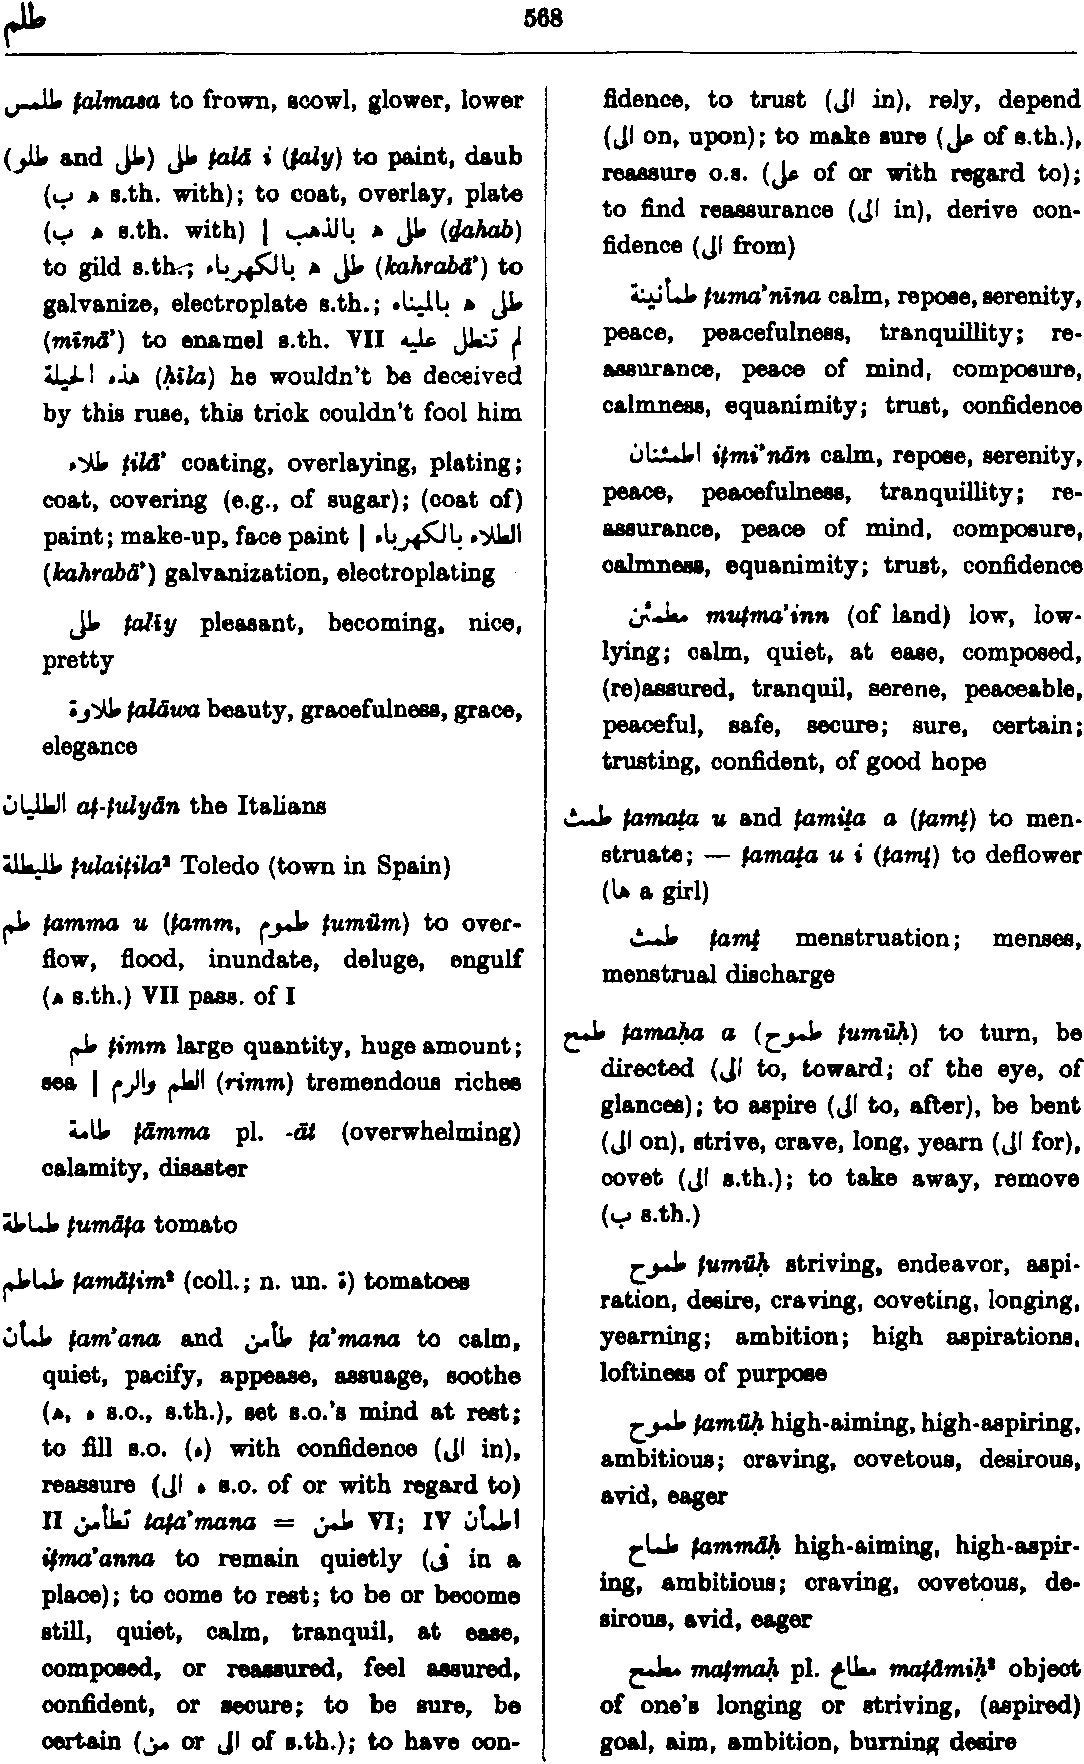 طلم
568
طلمس ṭalmasa to frown, scowl, glower, lower
(طلو and طلى) طلى ṭalā i (ṭaly) to paint, daub
(ه ب s.th. with); to coat, overlay, plate
(ه ب s.th. with) | طلى ه بالذهب (ḏahab)
to gild s.th.; طلى ه بالكهرباء (kahrabā’) to
galvanize, electroplate s.th.; طلى ه بالميناء
(mīnā’) to enamel s.th. VII لم تنطل عليه
هذه الحيلة (ḥīla) he wouldn’t be deceived
by this ruse, this trick couldn’t fool him
طلاء ṭilā’ coating, overlaying, plating;
coat, covering (e.g., of sugar); (coat of)
paint; make-up, face paint | الطلاء بالكهرباء
(kahrabā’) galvanization, electroplating
طلى ṭalīy pleasant, becoming, nice,
pretty
طلاوة ṭalāwa beauty, gracefulness, grace,
elegance
الطليان aṭ-ṭulyān the Italians
طليطلة ṭulaiṭila² Toledo (town in Spain)
طم ṭamma u (ṭamm, طموم ṭumūm) to over-
flow, flood, inundate, deluge, engulf
(ه s.th.) VII pass. of I
طم ṭimm large quantity, huge amount;
sea | الطم والرم (rimm) tremendous riches
طامة ṭāmma pl. -āt (overwhelming)
calamity, disaster
طماطة ṭumāṭa tomato
طماطم ṭamāṭim² (coll.; n. un. ة) tomatoes
طمأن ṭam’ana and طأمن ṭa’mana to calm,
quiet, pacify, appease, assuage, soothe
(ه, ه s.o., s.th.), set s.o.’s mind at rest;
to fill s.o. (ه) with confidence (الى in),
reassure (ه الى s.o. of or with regard to)
II تطأمن taṭa’mana = طمن VI; IV اطمأن
iṭma’anna to remain quietly (فى in a
place); to come to rest; to be or become
still, quiet, calm, tranquil, at ease,
composed, or reassured, feel assured,
confident, or secure; to be sure, be
certain (من or الى of s.th.); to have con-
fidence, to trust (الى in), rely, depend
(الى on, upon); to make sure (على of s.th.),
reassure o.s. (على of or with regard to);
to find reassurance (الى in), derive con-
fidence (الى from)
طمأنينة ṭuma’nīna calm, repose, serenity,
peace, peacefulness, tranquillity; re-
assurance, peace of mind, composure,
calmness, equanimity; trust, confidence
اطمئنان iṭmi’nān calm, repose, serenity,
peace, peacefulness, tranquillity; re-
assurance, peace of mind, composure,
calmness, equanimity; trust, confidence
مطمئن muṭma’inn (of land) low, low-
lying; calm, quiet, at ease, composed,
(re)assured, tranquil, serene, peaceable,
peaceful, safe, secure; sure, certain;
trusting, confident, of good hope
طمث ṭamaṯa u and ṭamiṯa a (ṭamṯ) to men-
struate; — ṭamaṯa u i (ṭamṯ) to deflower
(ها a girl)
طمث ṭamṯ menstruation; menses,
menstrual discharge
طمح ṭamaḥa a (طموح ṭumūḥ) to turn, be
directed (الى to, toward; of the eye, of
glances); to aspire (الى to, after), be bent
(الى on), strive, crave, long, yearn (الى for),
covet (الى s.th.); to take away, remove
(ب s.th.)
طموح ṭumūḥ striving, endeavor, aspi-
ration, desire, craving, coveting, longing,
yearning; ambition; high aspirations,
loftiness of purpose
طموح ṭamūḥ high-aiming, high-aspiring,
ambitious; craving, covetous, desirous,
avid, eager
طماح ṭammāḥ high-aiming, high-aspir-
ing, ambitious; craving, covetous, de-
sirous, avid, eager
مطمح maṭmaḥ pl. مطامح maṭāmiḥ² object
of one’s longing or striving, (aspired)
goal, aim, ambition, burning desire